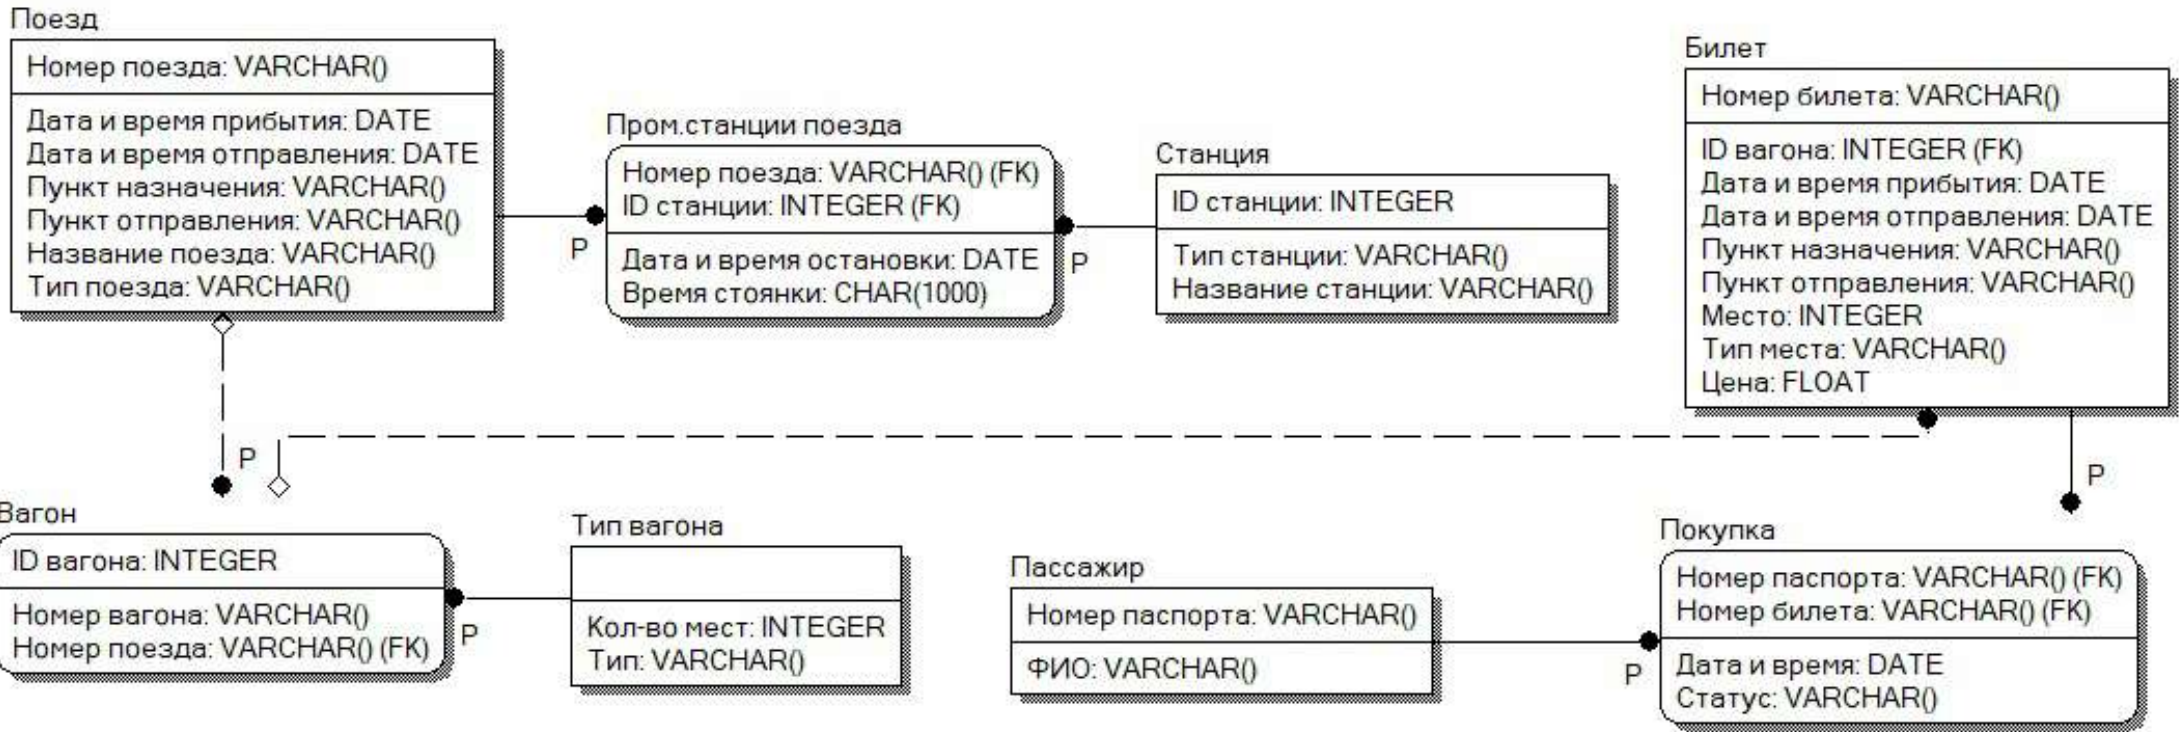 Поезд
Номер поезда: VARCHAR()
Дата и время прибытия: DATE
Дата и время отправления: DATE
Пункт назначения: VARCHAR()
Пункт отправления: VARCHAR()
Название поезда: VARCHAR()
Тип поезда: VARCHAR()
P
Пром.станции поезда
Номер поезда: VARCHAR() (FK)
ID станции: INTEGER (FK)
Дата и время остановки: DATE
Время стоянки: CHAR(1000)
P
Станция
ID станции: INTEGER
Тип станции: VARCHAR()
Название станции: VARCHAR()
Билет
Номер билета: VARCHAR()
ID вагона: INTEGER (FK)
Дата и время прибытия: DATE
Дата и время отправления: DATE
Пункт назначения: VARCHAR()
Пункт отправления: VARCHAR()
Место: INTEGER
Тип места: VARCHAR()
Цена: FLOAT
P
P
Вагон
ID вагона: INTEGER
Номер вагона: VARCHAR()
Номер поезда: VARCHAR() (FK)
P
Тип вагона
Кол-во мест: INTEGER
Тип: VARCHAR()
Пассажир
Номер паспорта: VARCHAR()
ФИО: VARCHAR()
P
Покупка
Номер паспорта: VARCHAR() (FK)
Номер билета: VARCHAR() (FK)
Дата и время: DATE
Статус: VARCHAR()